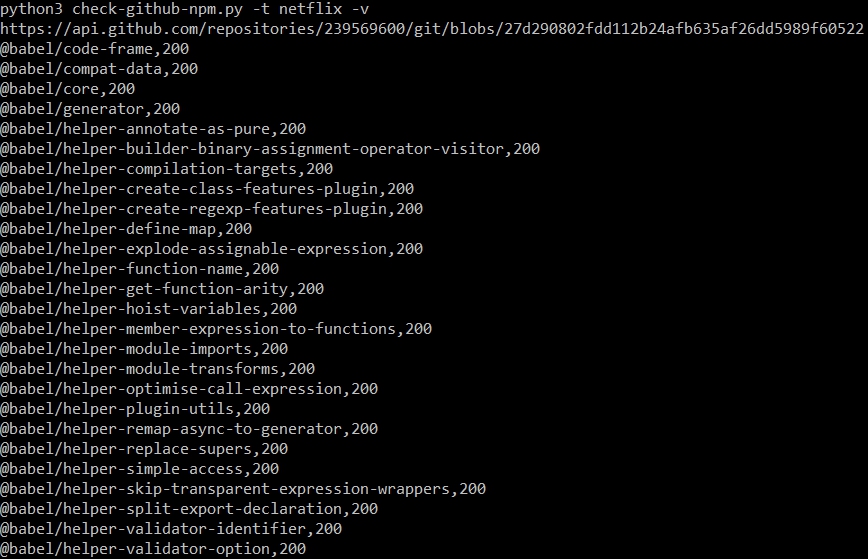 python3 check-github-npm.py -t netflix -v
https://api.github.com/repositories/239569600/git/blobs/27d290802fdd112b24afb635af26dd5989f60522
@babel/code-frame,200
@babel/compat-data,200
@babel/core,200
@babel/generator,200
@babel/helper-annotate-as-pure,200
@babel/helper-builder-binary-assignment-operator-visitor,200
@babel/helper-compilation-targets,200
@babel/helper-create-class-features-plugin,200
@babel/helper-create-regexp-features-plugin,200
@babel/helper-define-map,200
@babel/helper-explode-assignable-expression,200
@babel/helper-function-name,200
@babel/helper-get-function-arity,200
@babel/helper-hoist-variables,200
@babel/helper-member-expression-to-functions,200
@babel/helper-module-imports,200
@babel/helper-module-transforms,200
@babel/helper-optimise-call-expression,200
@babel/helper-plugin-utils,200
@babel/helper-remap-async-to-generator,200
@babel/helper-replace-supers,200
@babel/helper-simple-access,200
@babel/helper-skip-transparent-expression-wrappers,200
@babel/helper-split-export-declaration,200
@babel/helper-validator-identifier,200
@babel/helper-validator-option,200